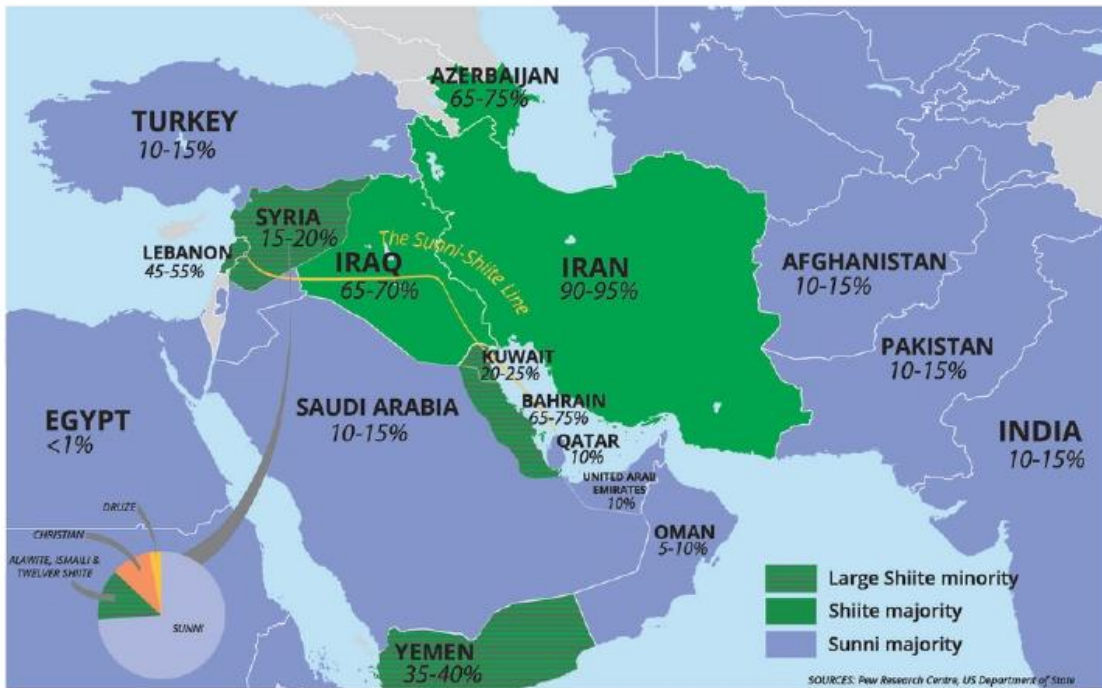 AZERBAIJAN
65-75%
TURKEY
10-15%
SYRIA
15-20%
LEBANON
45-55%
The Sunni-Shiite Line
IRAQ
65-70%
IRAN
90-95%
AFGHANISTAN
10-15%
PAKISTAN
10-15%
KUWAIT
20-25%
EGYPT
<1%
SAUDI ARABIA
10-15%
BAHRAIN
65-75%
QATAR
10%
INDIA
10-15%
UNITED ARAB
EMIRATES
10%
OMAN
5-10%
DRUZE
CHRISTIAN
ALAWITE, ISMAILI &
TWELVER SHIITE
SUNNI
YEMEN
35-40%
Large Shiite minority
Shiite majority
Sunni majority
SOURCES: Pew Research Centre, US Department of State